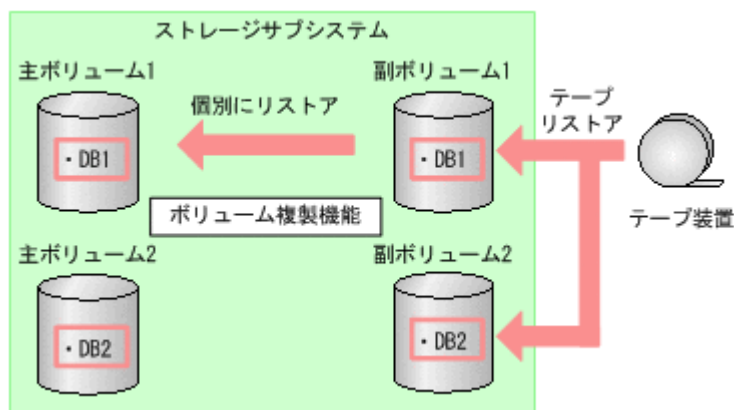 ストレージサブシステム
主ボリューム1
副ボリューム1
個別にリストア
テープ
リストア
・DB1
・DB1
ボリューム複製機能
テープ装置
主ボリューム2
副ボリューム2
・DB2
・DB2